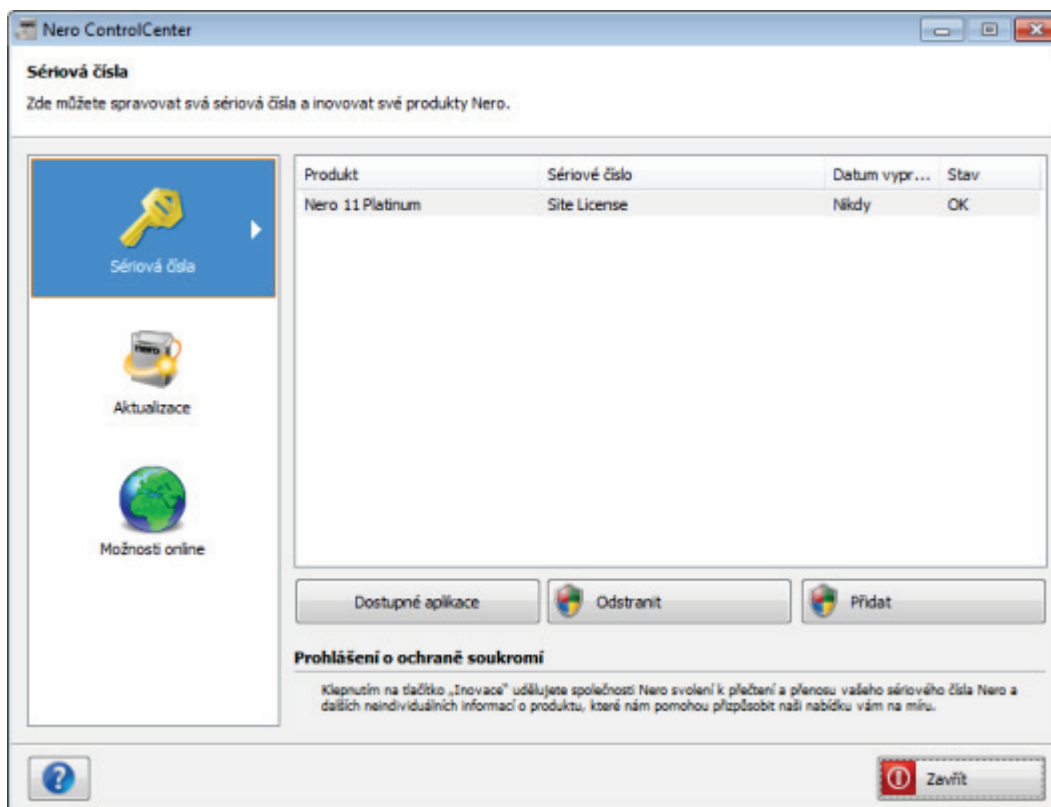 Nero ControlCenter
Sériová čísla
Zde můžete spravovat svá sériová čísla a inovovat své produkty Nero.
Produkt Sériové číslo Datum vypr... Stav
Nero 11 Platinum Site License Nikdy OK
Sériová čísla
nero
Aktualizace
Možnosti online
Dostupné aplikace Odstranit Přidat
Prohlášení o ochraně soukromí
Klepnutím na tlačítko „Inovace“ udělujete společnosti Nero svolení k přečtení a přenosu vašeho sériového čísla Nero a
dalších neindividuálních informací o produktu, které nám pomohou přizpůsobit naši nabídku vám na míru.
Zavřít